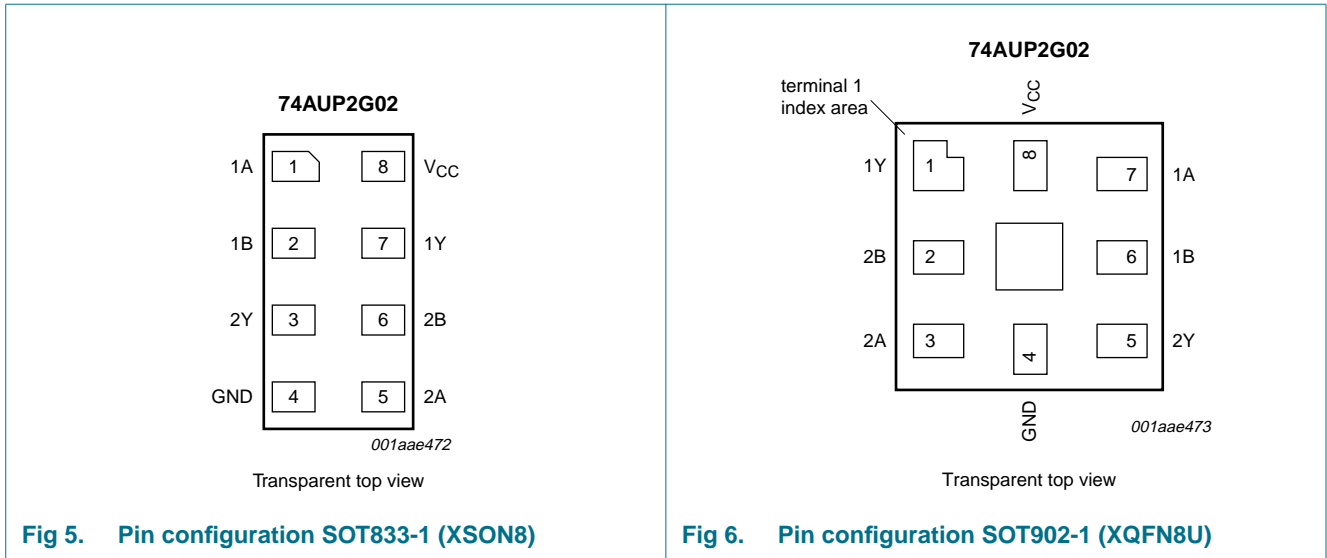 74AUP2G02
1A 1 8 VCC
1B 2 7 1Y
2Y 3 6 2B
GND 4 5 2A
001aae472
Transparent top view
Fig 5. Pin configuration SOT833-1 (XSON8)
74AUP2G02
terminal 1
index area
VCC
1Y 1 8 7 1A
2B 2 6 1B
2A 3 4 5 2Y
GND
001aae473
Transparent top view
Fig 6. Pin configuration SOT902-1 (XQFN8U)